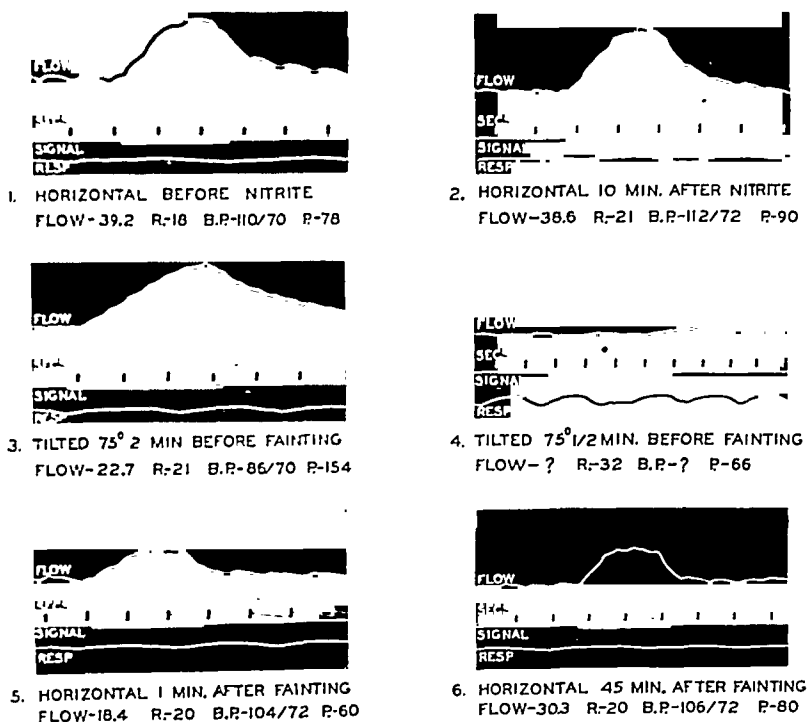 FLOW
SIGNAL
RESP
1. HORIZONTAL BEFORE NITRITE
FLOW-39.2 R.-18 B.P.-110/70 P.-78
FLOW
SEC.
SIGNAL
RESP
2. HORIZONTAL 10 MIN. AFTER NITRITE
FLOW-38.6 R.-21 B.P.-112/72 P.-90
FLOW
SIGNAL
RESP
3. TILTED 75° 2 MIN BEFORE FAINTING
FLOW-22.7 R.-21 B.P.-86/70 P.-154
FLOW
SEC.
SIGNAL
RESP
4. TILTED 75° 1/2 MIN. BEFORE FAINTING
FLOW-? R.-32 B.P.-? P.-66
FLOW
SIGNAL
RESP
5. HORIZONTAL 1 MIN. AFTER FAINTING
FLOW-18.4 R.-20 B.P.-104/72 P.-60
FLOW
SEC.
SIGNAL
RESP
6. HORIZONTAL 45 MIN. AFTER FAINTING
FLOW-30.3 R.-20 B.P.-106/72 P.-80